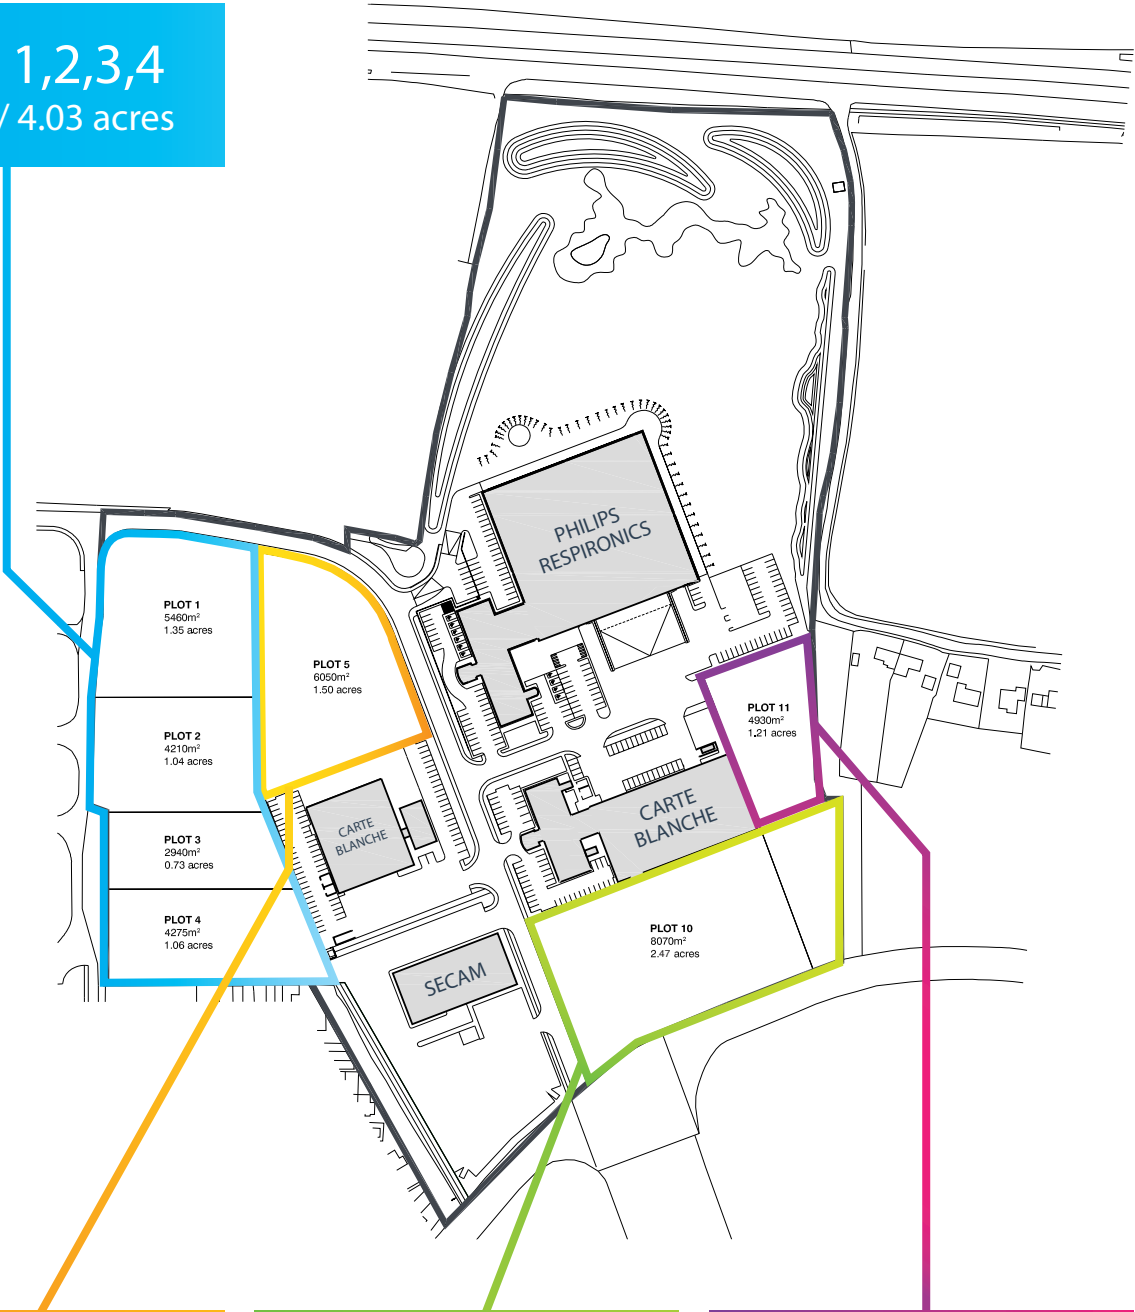 1,2,3,4
/ 4.03 acres
PHILIPS
RESPIRONICS
PLOT 1
5460m²
1.35 acres
PLOT 5
6050m²
1.50 acres
PLOT 2
4210m²
1.04 acres
PLOT 11
4930m²
1.21 acres
CARTE
BLANCHE
CARTE
BLANCHE
PLOT 3
2940m²
0.73 acres
PLOT 4
4275m²
1.06 acres
PLOT 10
8070m²
2.47 acres
SECAM